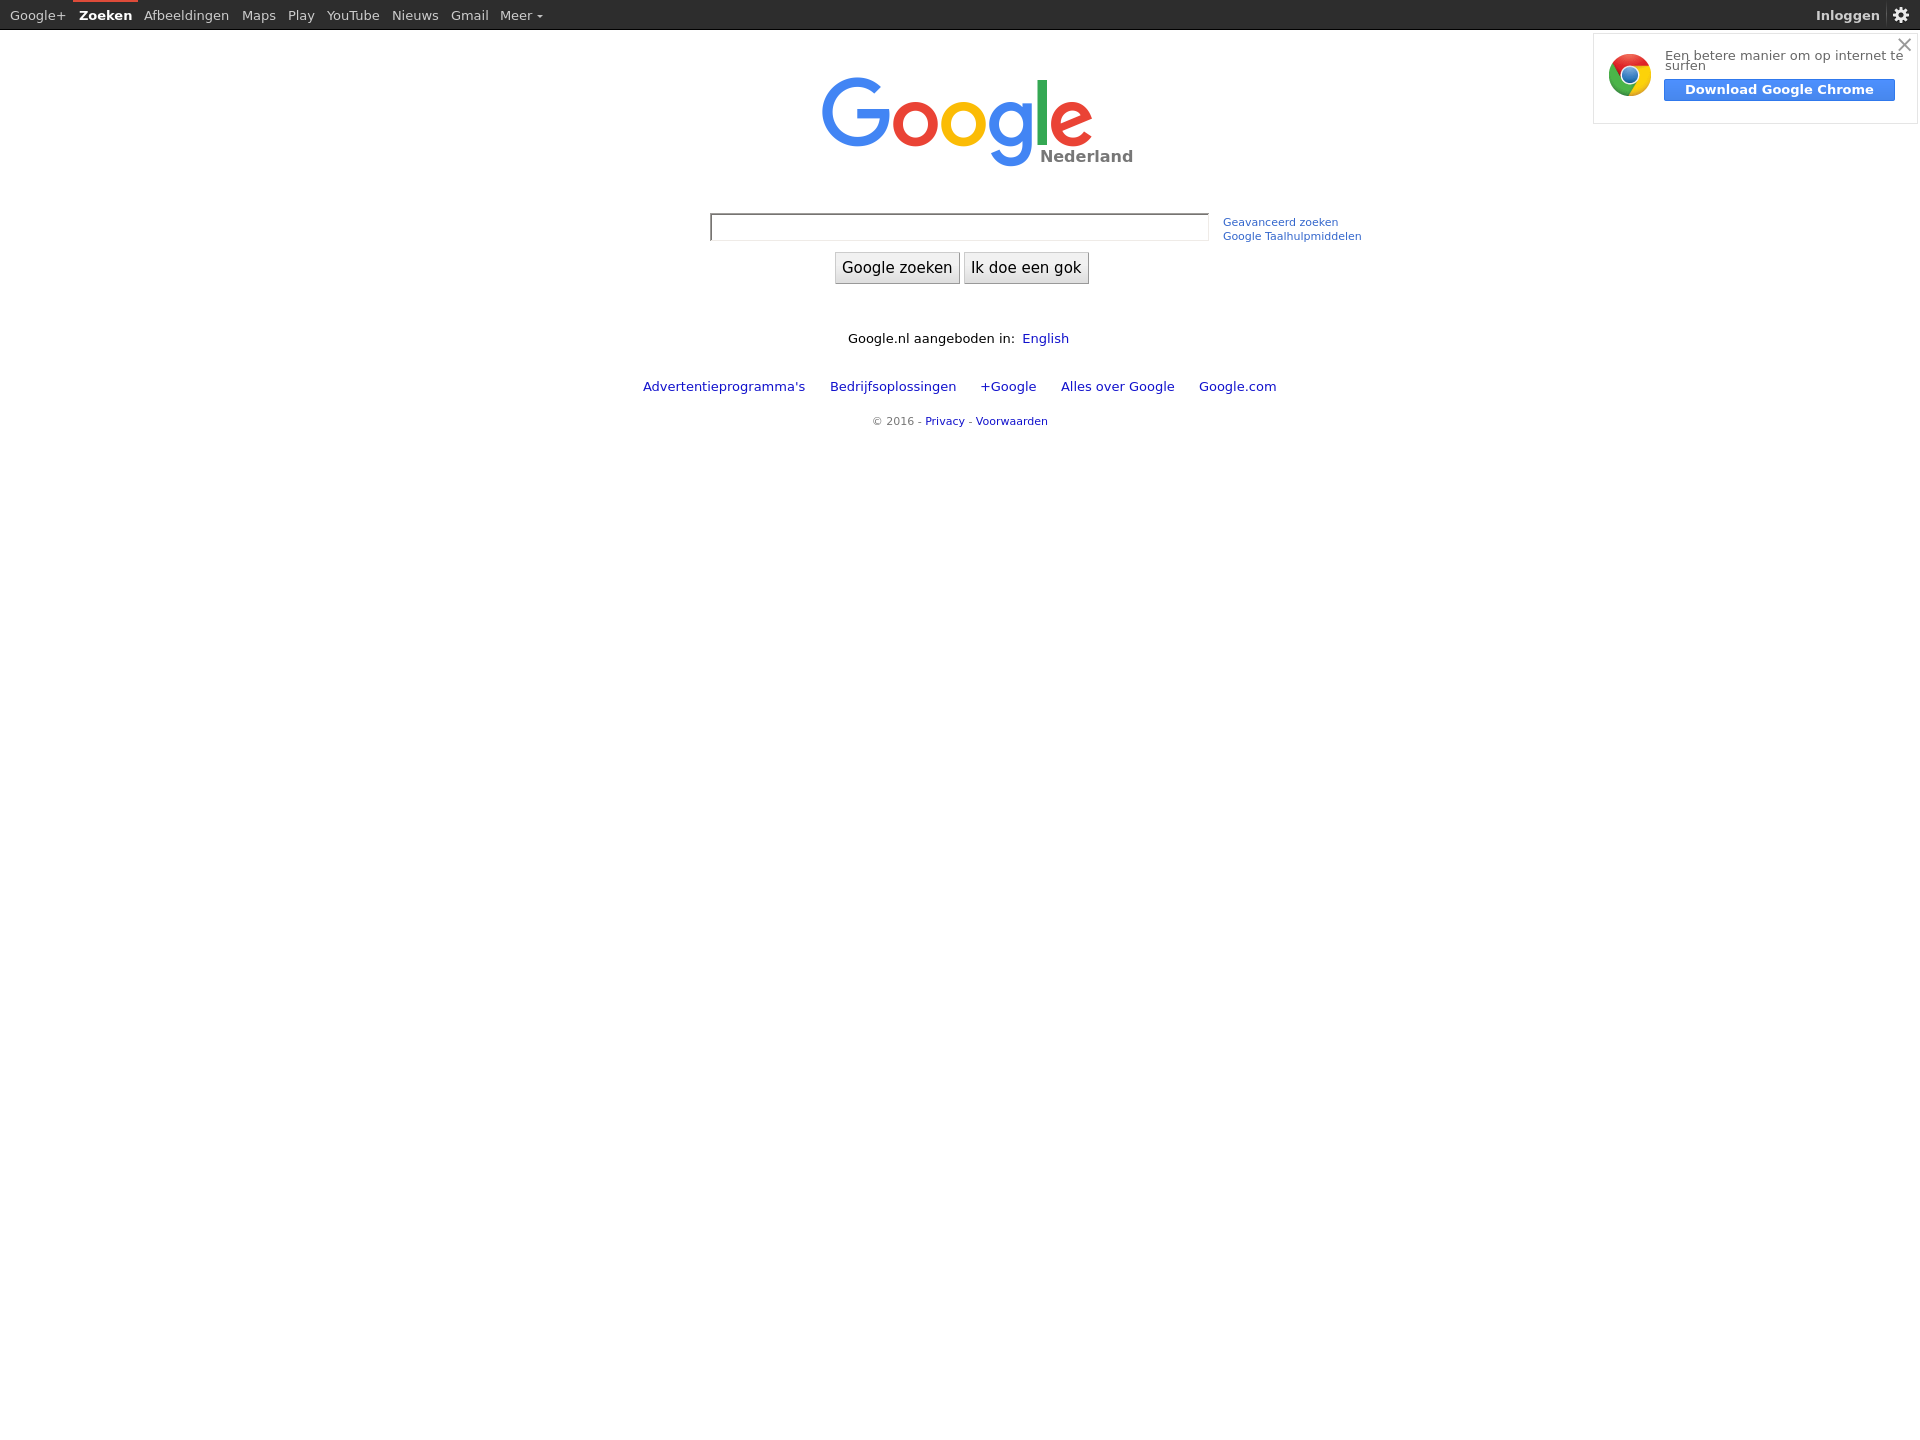 Google+ Zoeken Afbeeldingen Maps Play YouTube Nieuws Gmail Meer Inloggen
Een betere manier om op internet te
surfen
Download Google Chrome
Google
Nederland
Geavanceerd zoeken
Google Taalhulpmiddelen
Google zoeken Ik doe een gok
Google.nl aangeboden in: English
Advertentieprogramma's Bedrijfsoplossingen +Google Alles over Google Google.com
© 2016 - Privacy - Voorwaarden